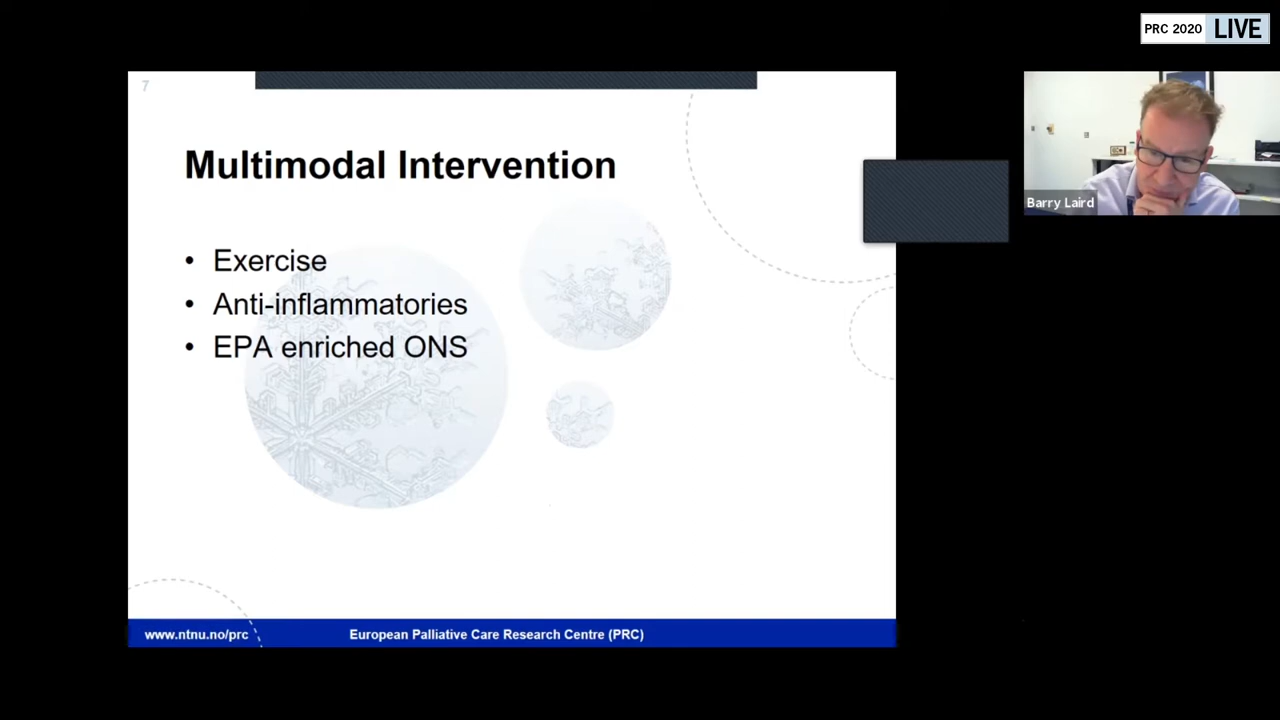 PRC 2020 LIVE
7
Multimodal Intervention
• Exercise
• Anti-inflammatories
• EPA enriched ONS
Barry Laird
www.ntnu.no/prc
European Palliative Care Research Centre (PRC)